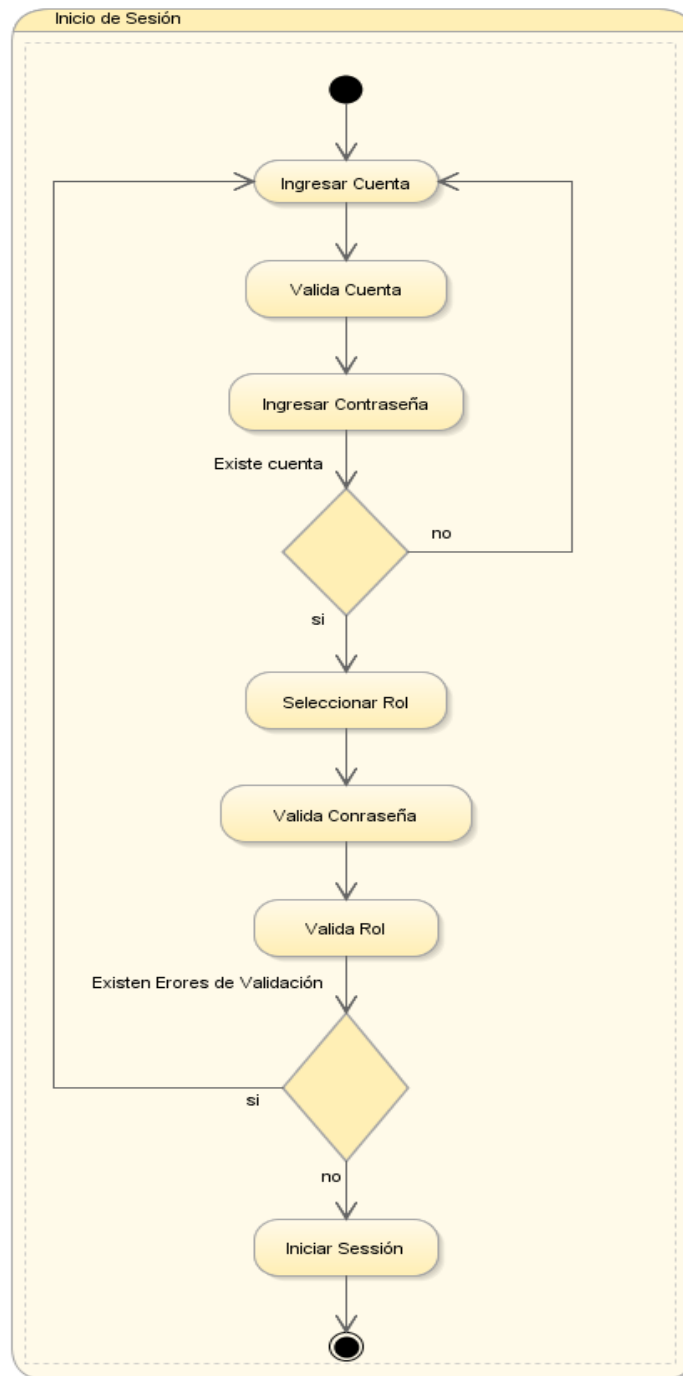 Inicio de Sesión
Ingresar Cuenta
Valida Cuenta
Ingresar Contraseña
Existe cuenta
no
si
Seleccionar Rol
Valida Conraseña
Valida Rol
Existen Erores de Validación
si
no
Iniciar Sessión